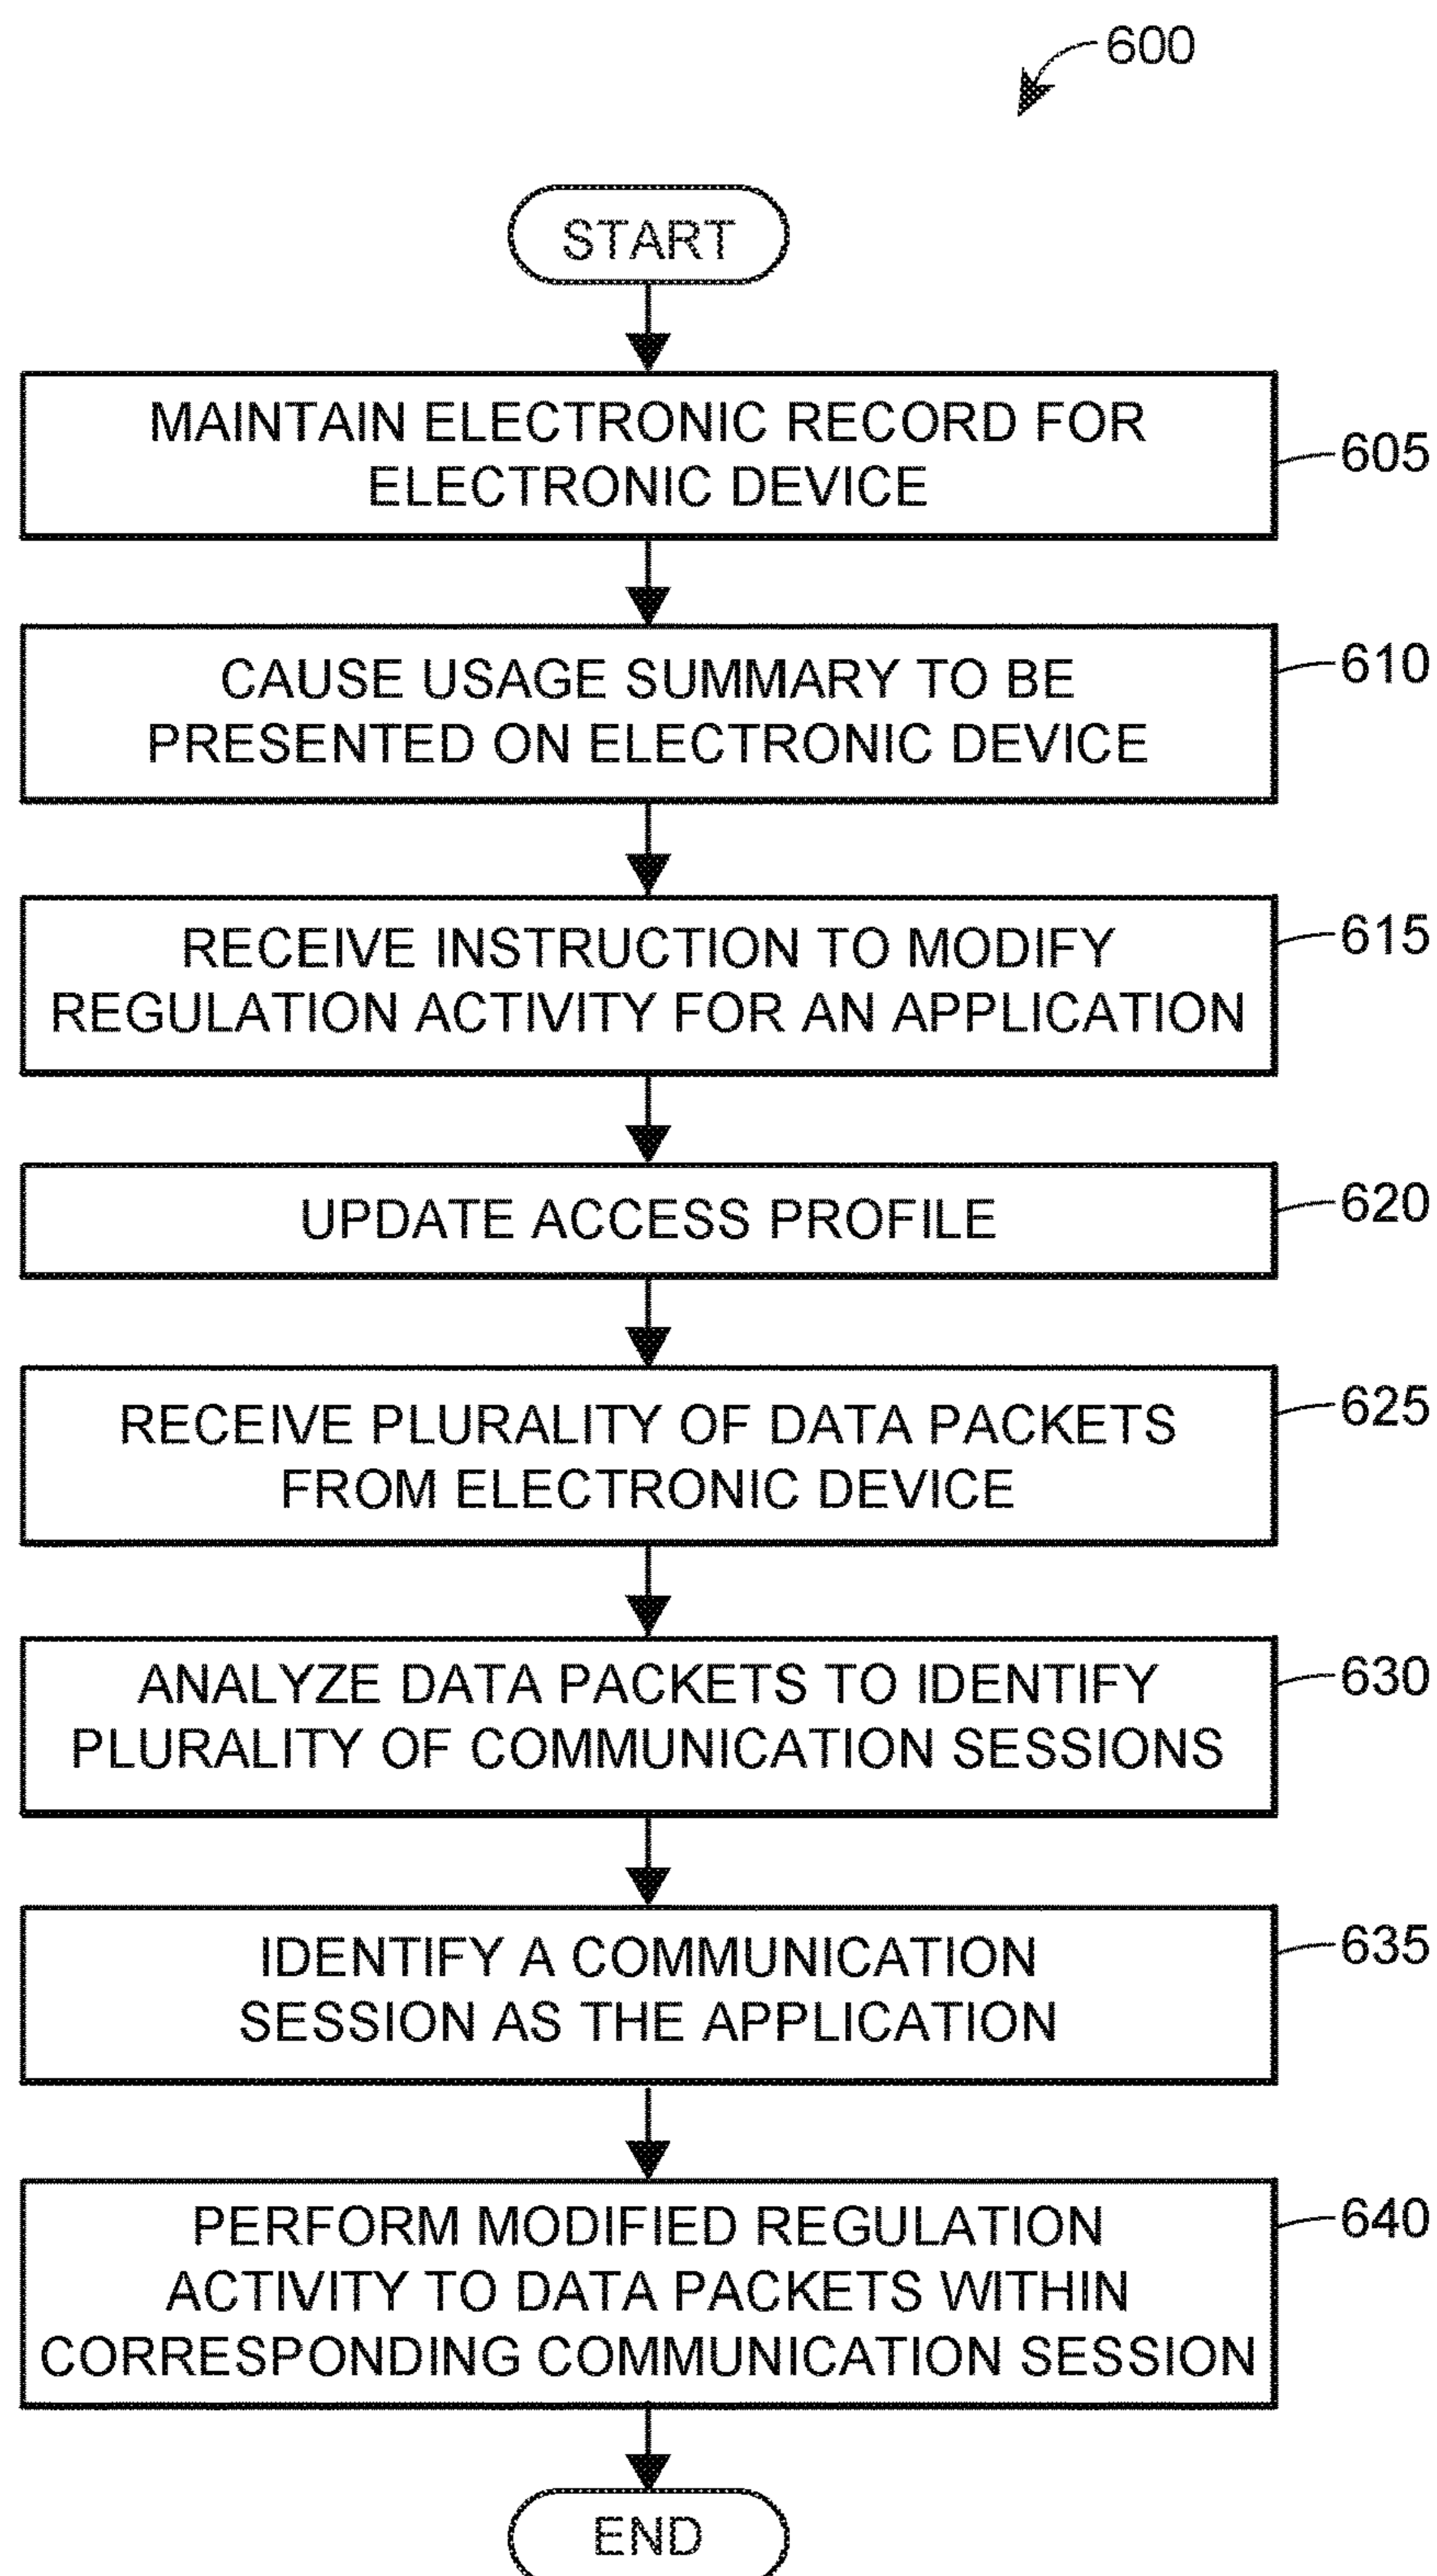 600
START
MAINTAIN ELECTRONIC RECORD FOR
ELECTRONIC DEVICE
605
CAUSE USAGE SUMMARY TO BE
PRESENTED ON ELECTRONIC DEVICE
610
RECEIVE INSTRUCTION TO MODIFY
REGULATION ACTIVITY FOR AN APPLICATION
615
UPDATE ACCESS PROFILE
620
RECEIVE PLURALITY OF DATA PACKETS
FROM ELECTRONIC DEVICE
625
ANALYZE DATA PACKETS TO IDENTIFY
PLURALITY OF COMMUNICATION SESSIONS
630
IDENTIFY A COMMUNICATION
SESSION AS THE APPLICATION
635
PERFORM MODIFIED REGULATION
ACTIVITY TO DATA PACKETS WITHIN
CORRESPONDING COMMUNICATION SESSION
640
END